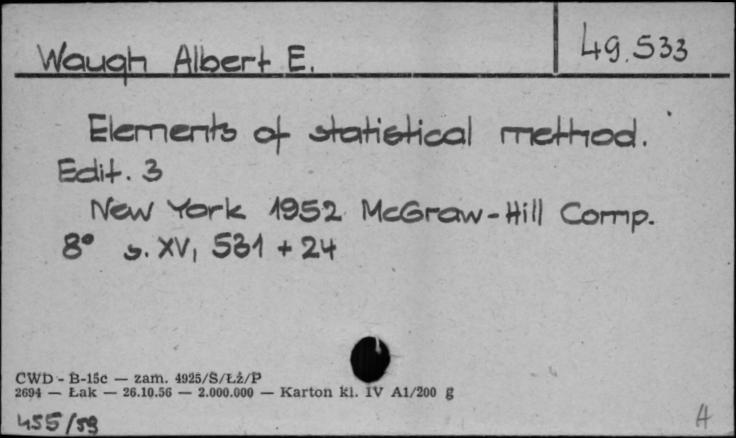 Waugh Albert E.
49.533
Elements of statistical method.
Edit. 3
New York 1952 McGraw-Hill Comp.
8° s. XV, 531 + 24
CWD - B-15c — zam. 4925/S/Łż/P
2694 — Łak — 26.10.56 — 2.000.000 — Karton kl. IV A1/200 g
455/59
A